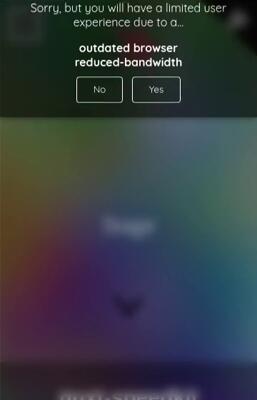 Sorry, but you will have a limited user
experience due to a...
outdated browser
reduced-bandwidth
No
Yes